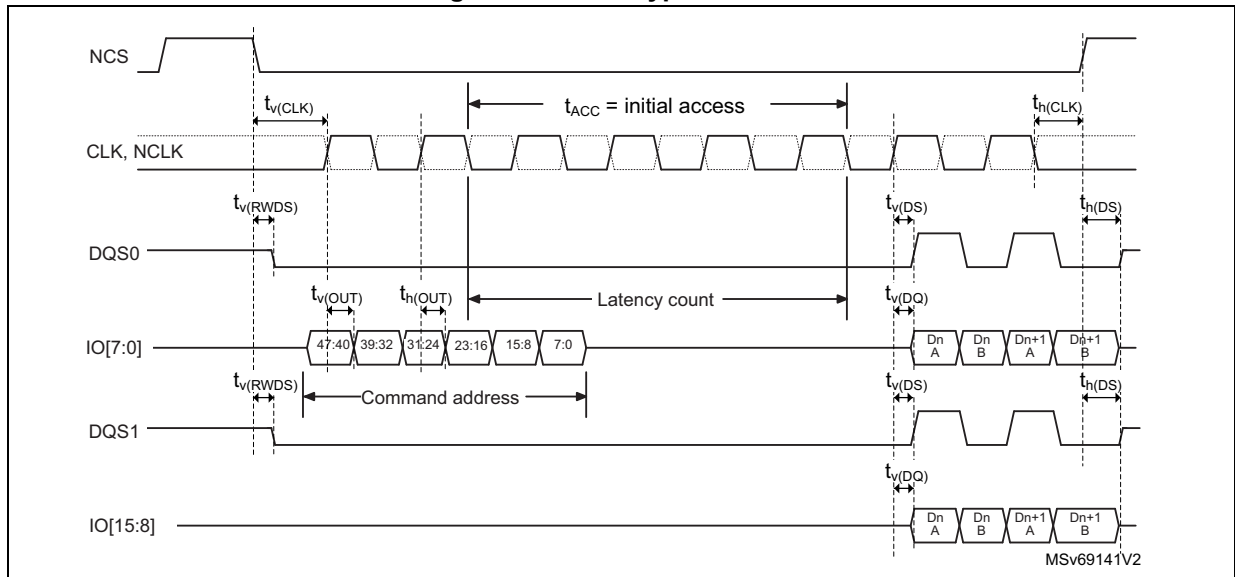 NCS
tv(CLK)
tACC = initial access
th(CLK)
CLK, NCLK
tv(RWDS)
tv(DS)
th(DS)
DQS0
tv(OUT)
th(OUT)
Latency count
tv(DQ)
IO[7:0]
47:40 39:32 31:24 23:16 15:8 7:0
Dn A Dn B Dn+1 A Dn+1 B
tv(RWDS)
Command address
tv(DS)
th(DS)
DQS1
tv(DQ)
IO[15:8]
Dn A Dn B Dn+1 A Dn+1 B
MSv69141V2